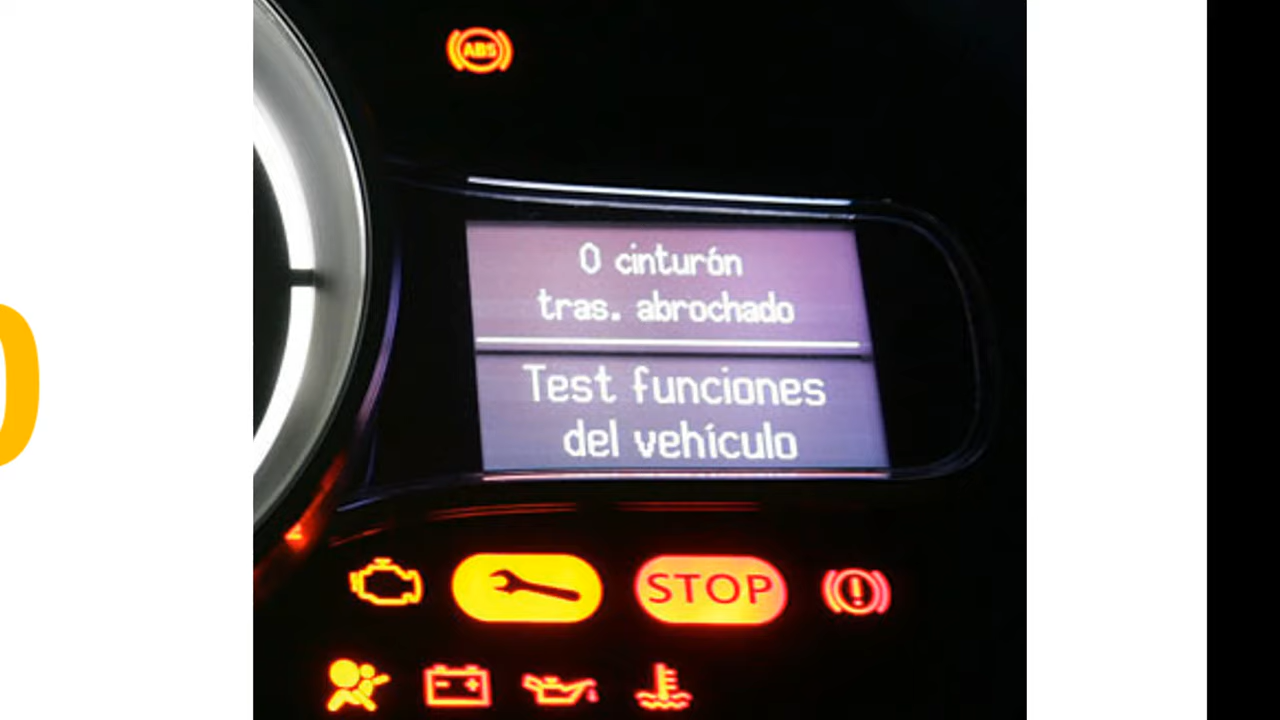 ABS
0 cinturón
tras. abrochado
Test funciones
del vehículo
STOP